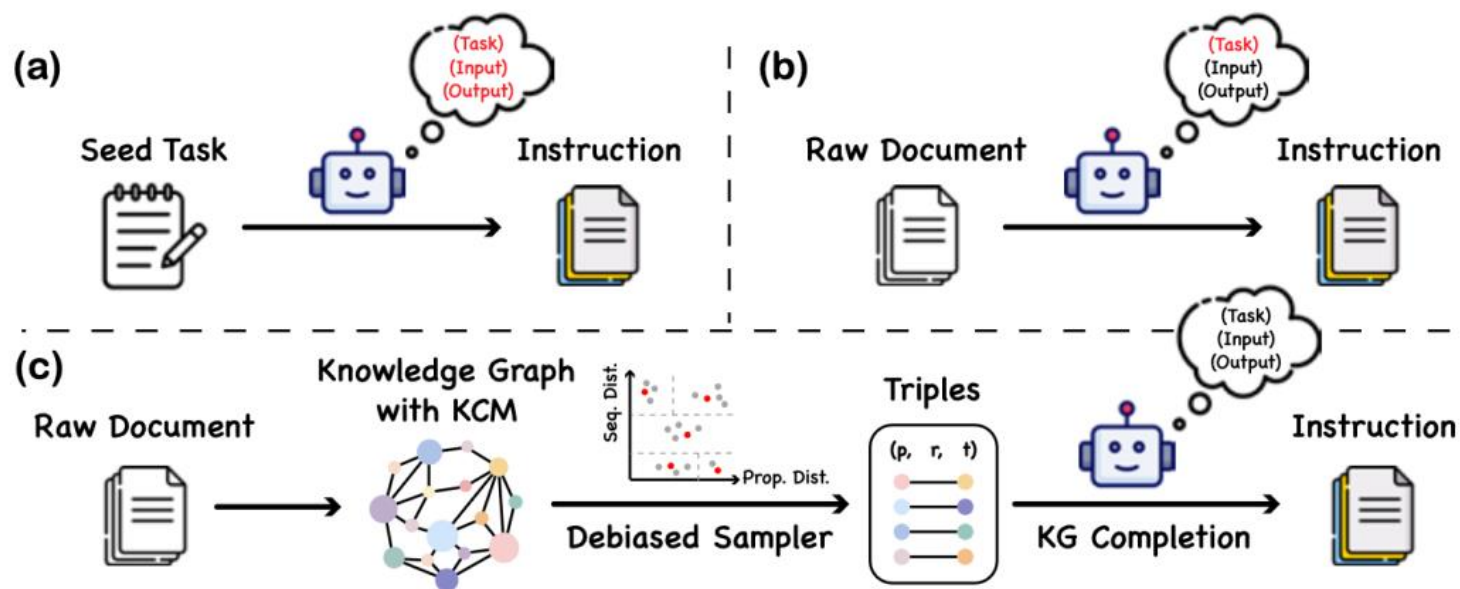 (a)
(Task)
(Input)
(Output)
Seed Task
Instruction
(b)
(Task)
(Input)
(Output)
Raw Document
Instruction
(c)
Raw Document
Knowledge Graph
with KCM
Seq. Dist.
Prop. Dist.
Debiased Sampler
Triples
(p, r, t)
(Task)
(Input)
(Output)
KG Completion
Instruction